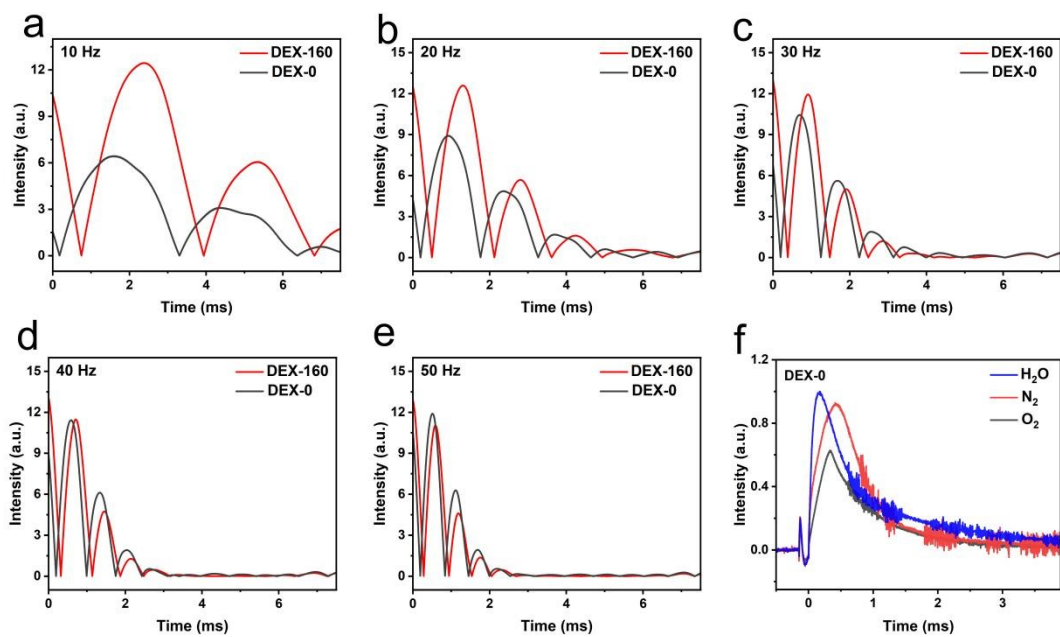 a
10 Hz
DEX-160
DEX-0
Intensity (a.u.)
12
9
6
3
0
0 2 4 6
Time (ms)
b
20 Hz
DEX-160
DEX-0
Intensity (a.u.)
15
12
9
6
3
0
0 2 4 6
Time (ms)
c
30 Hz
DEX-160
DEX-0
Intensity (a.u.)
15
12
9
6
3
0
0 2 4 6
Time (ms)
d
40 Hz
DEX-160
DEX-0
Intensity (a.u.)
15
12
9
6
3
0
0 2 4 6
Time (ms)
e
50 Hz
DEX-160
DEX-0
Intensity (a.u.)
15
12
9
6
3
0
0 2 4 6
Time (ms)
f
DEX-0
H₂O
N₂
O₂
Intensity (a.u.)
1.2
0.8
0.4
0.0
0 1 2 3
Time (ms)